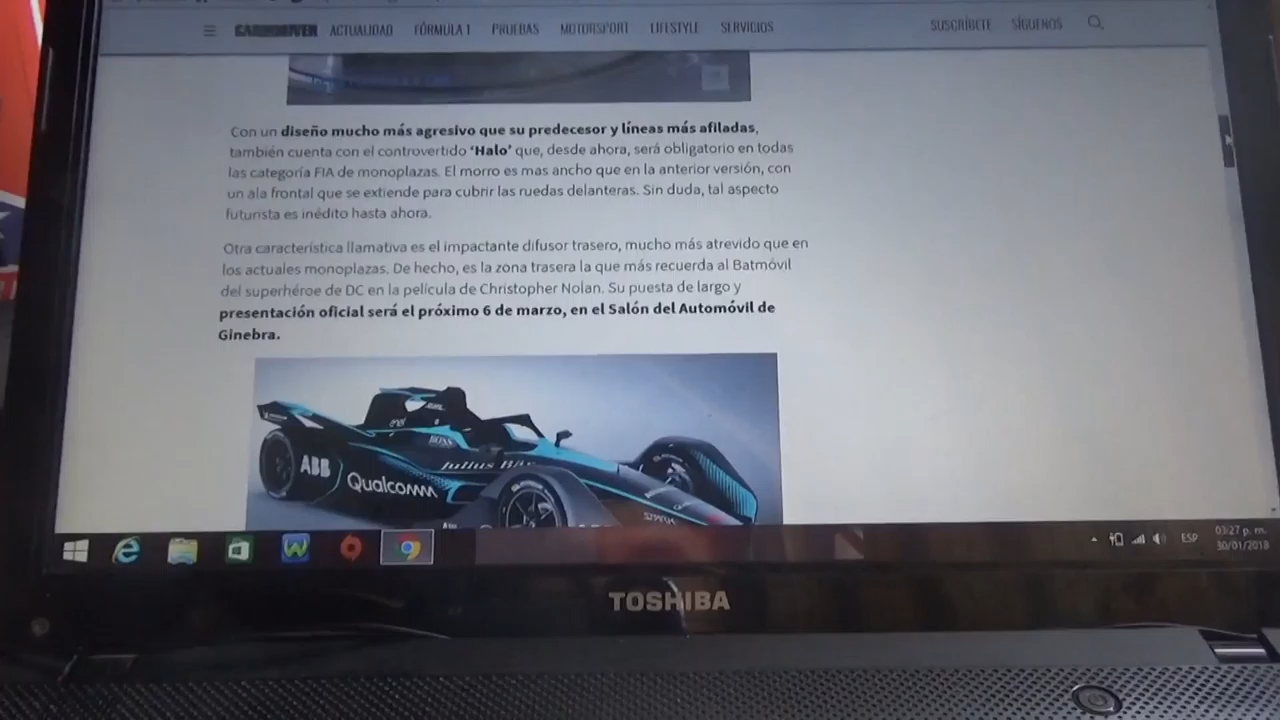 CARANDDRIVER ACTUALIDAD FÓRMULA 1 PRUEBAS MOTORSPORT LIFESTYLE SERVICIOS SUSCRÍBETE SÍGUENOS
Con un diseño mucho más agresivo que su predecesor y líneas más afiladas,
también cuenta con el controvertido ‘Halo’ que, desde ahora, será obligatorio en todas
las categoría FIA de monoplazas. El morro es mas ancho que en la anterior versión, con
un ala frontal que se extiende para cubrir las ruedas delanteras. Sin duda, tal aspecto
futurista es inédito hasta ahora.
Otra característica llamativa es el impactante difusor trasero, mucho más atrevido que en
los actuales monoplazas. De hecho, es la zona trasera la que más recuerda al Batmóvil
del superhéroe de DC en la película de Christopher Nolan. Su puesta de largo y
presentación oficial será el próximo 6 de marzo, en el Salón del Automóvil de
Ginebra.
enel
BOSS
Julius Bär
ABB
Qualcomm
ESP
03:27 p. m.
30/01/2018
TOSHIBA